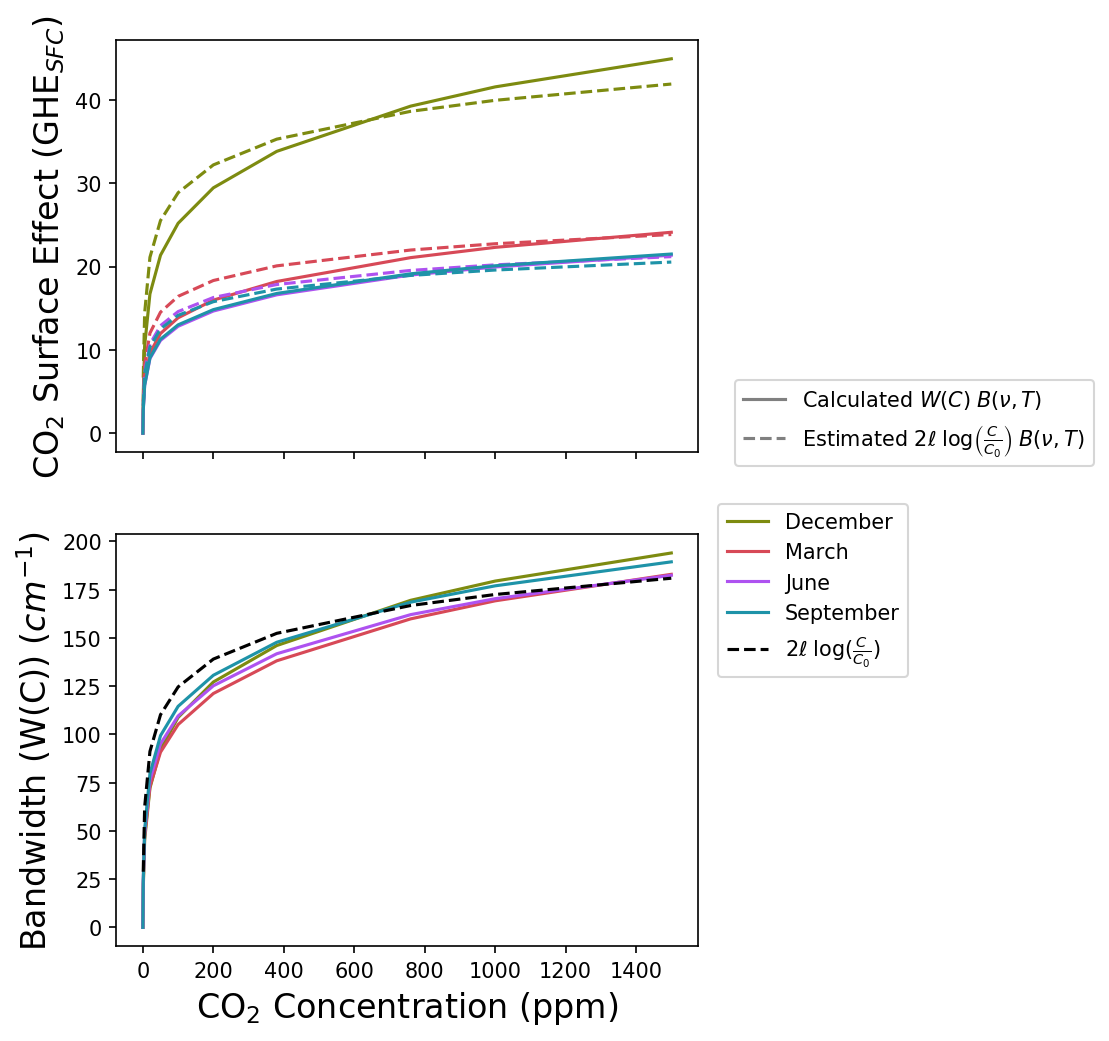 CO₂ Surface Effect (GHE_SFC)
40
30
20
10
0
Calculated W(C) B(ν, T)
Estimated 2ℓ log(C/C₀) B(ν, T)
Bandwidth (W(C)) (cm⁻¹)
200
175
150
125
100
75
50
25
0
December
March
June
September
2ℓ log(C/C₀)
0 200 400 600 800 1000 1200 1400
CO₂ Concentration (ppm)